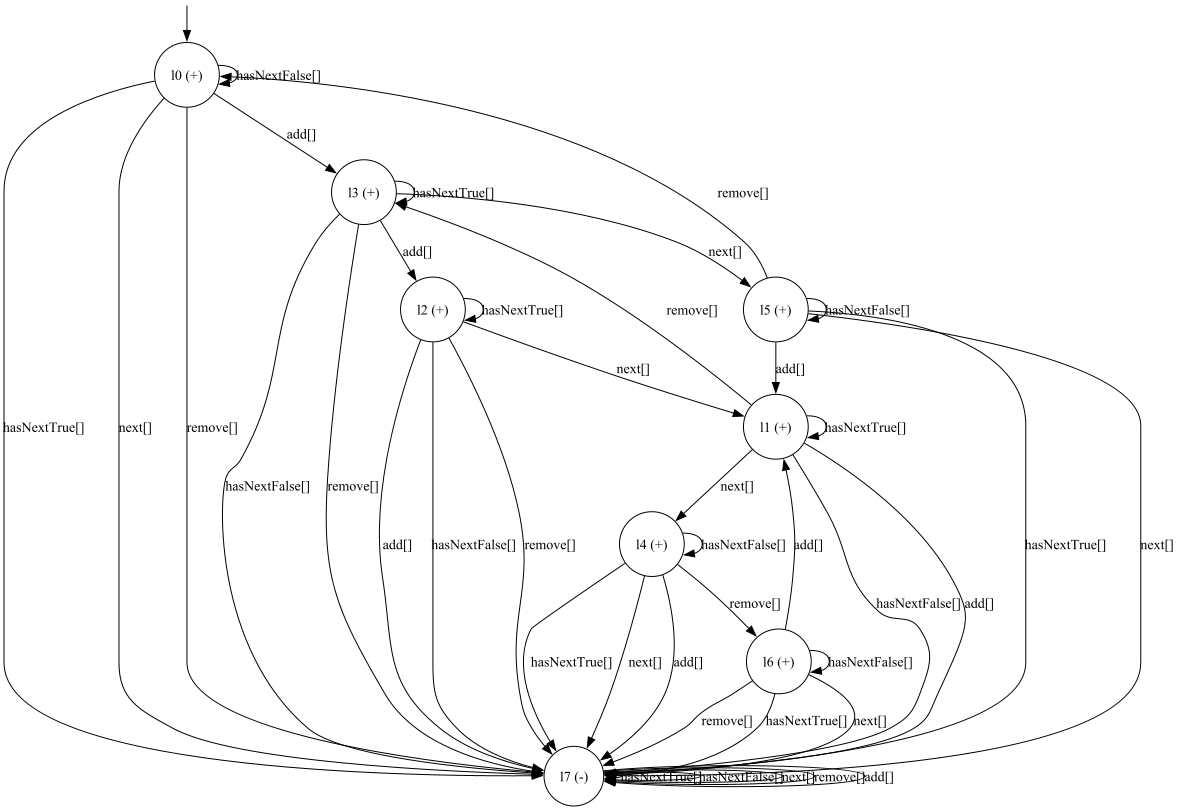 l0 (+)
hasNextFalse[]
add[]
l3 (+)
hasNextTrue[]
remove[]
add[]
next[]
l2 (+)
hasNextTrue[]
remove[]
l5 (+)
hasNextFalse[]
next[]
add[]
hasNextTrue[]
next[]
remove[]
l1 (+)
hasNextTrue[]
hasNextFalse[]
remove[]
next[]
add[]
hasNextFalse[]
remove[]
l4 (+)
hasNextFalse[]
add[]
hasNextTrue[]
next[]
remove[]
hasNextFalse[]
add[]
hasNextTrue[]
next[]
add[]
l6 (+)
hasNextFalse[]
remove[]
hasNextTrue[]
next[]
l7 (-)
hasNextTrue[]
hasNextFalse[]
next[]
remove[]
add[]